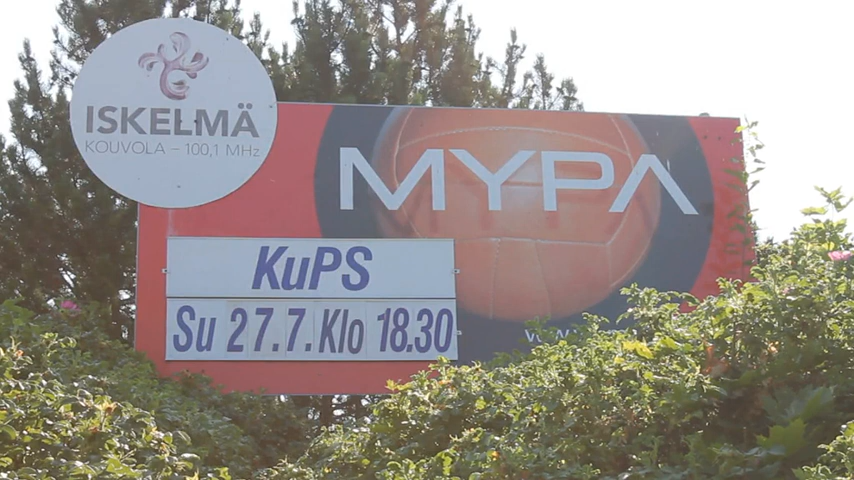 ISKELMÄ
KOUVOLA – 100,1 MHz
MYPA
KuPS
Su 27.7. Klo 18.30